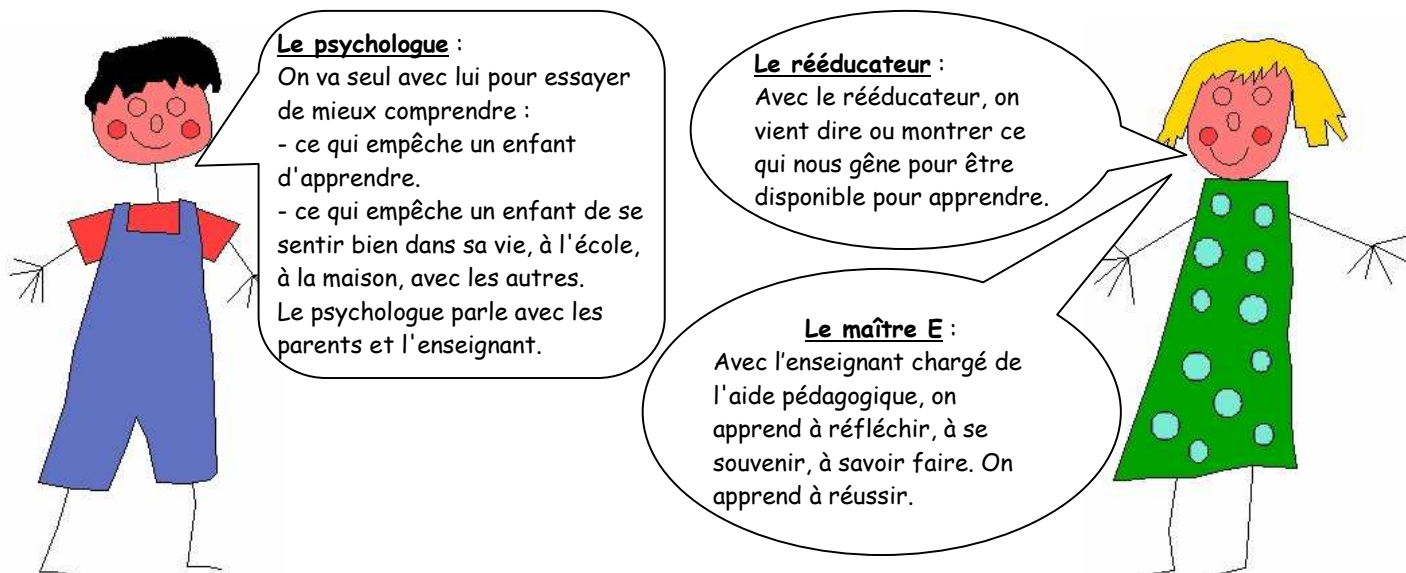 Le psychologue :
On va seul avec lui pour essayer
de mieux comprendre :
- ce qui empêche un enfant
d'apprendre.
- ce qui empêche un enfant de se
sentir bien dans sa vie, à l'école,
à la maison, avec les autres.
Le psychologue parle avec les
parents et l'enseignant.
Le rééducateur :
Avec le rééducateur, on
vient dire ou montrer ce
qui nous gêne pour être
disponible pour apprendre.
Le maître E :
Avec l’enseignant chargé de
l'aide pédagogique, on
apprend à réfléchir, à se
souvenir, à savoir faire. On
apprend à réussir.